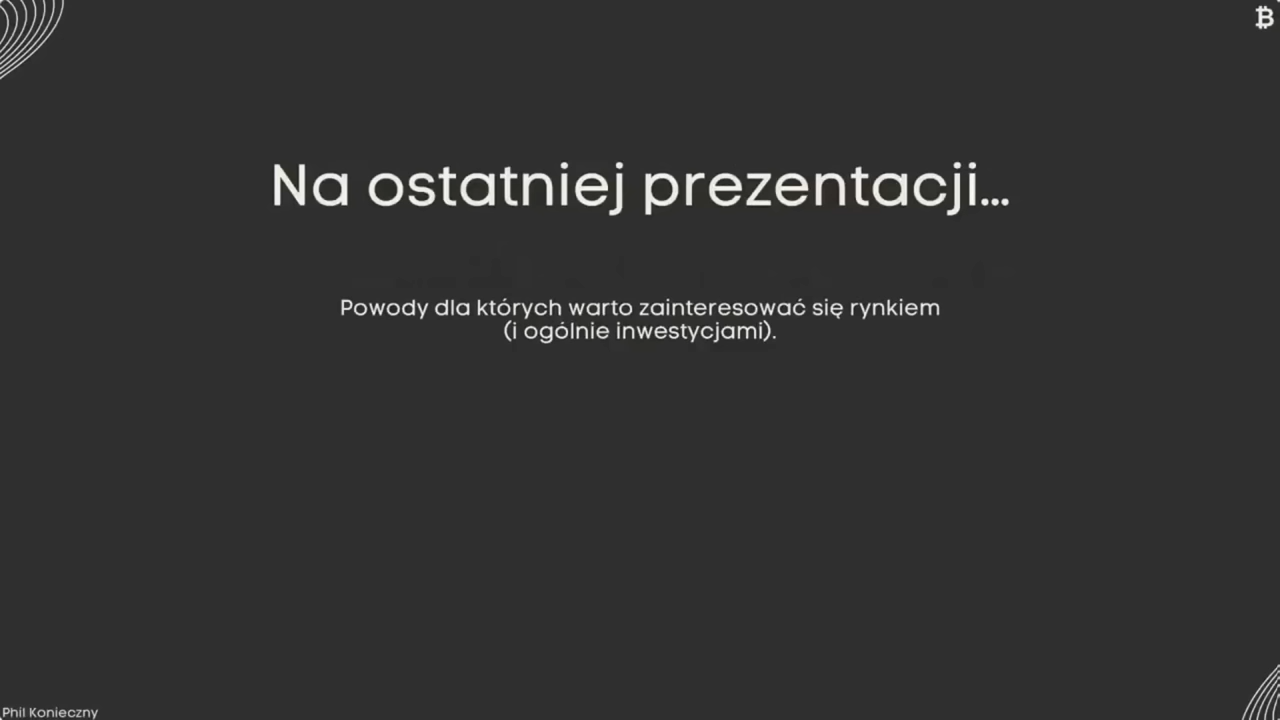 Na ostatniej prezentacji...
Powody dla których warto zainteresować się rynkiem
(i ogólnie inwestycjami).
Phil Konieczny